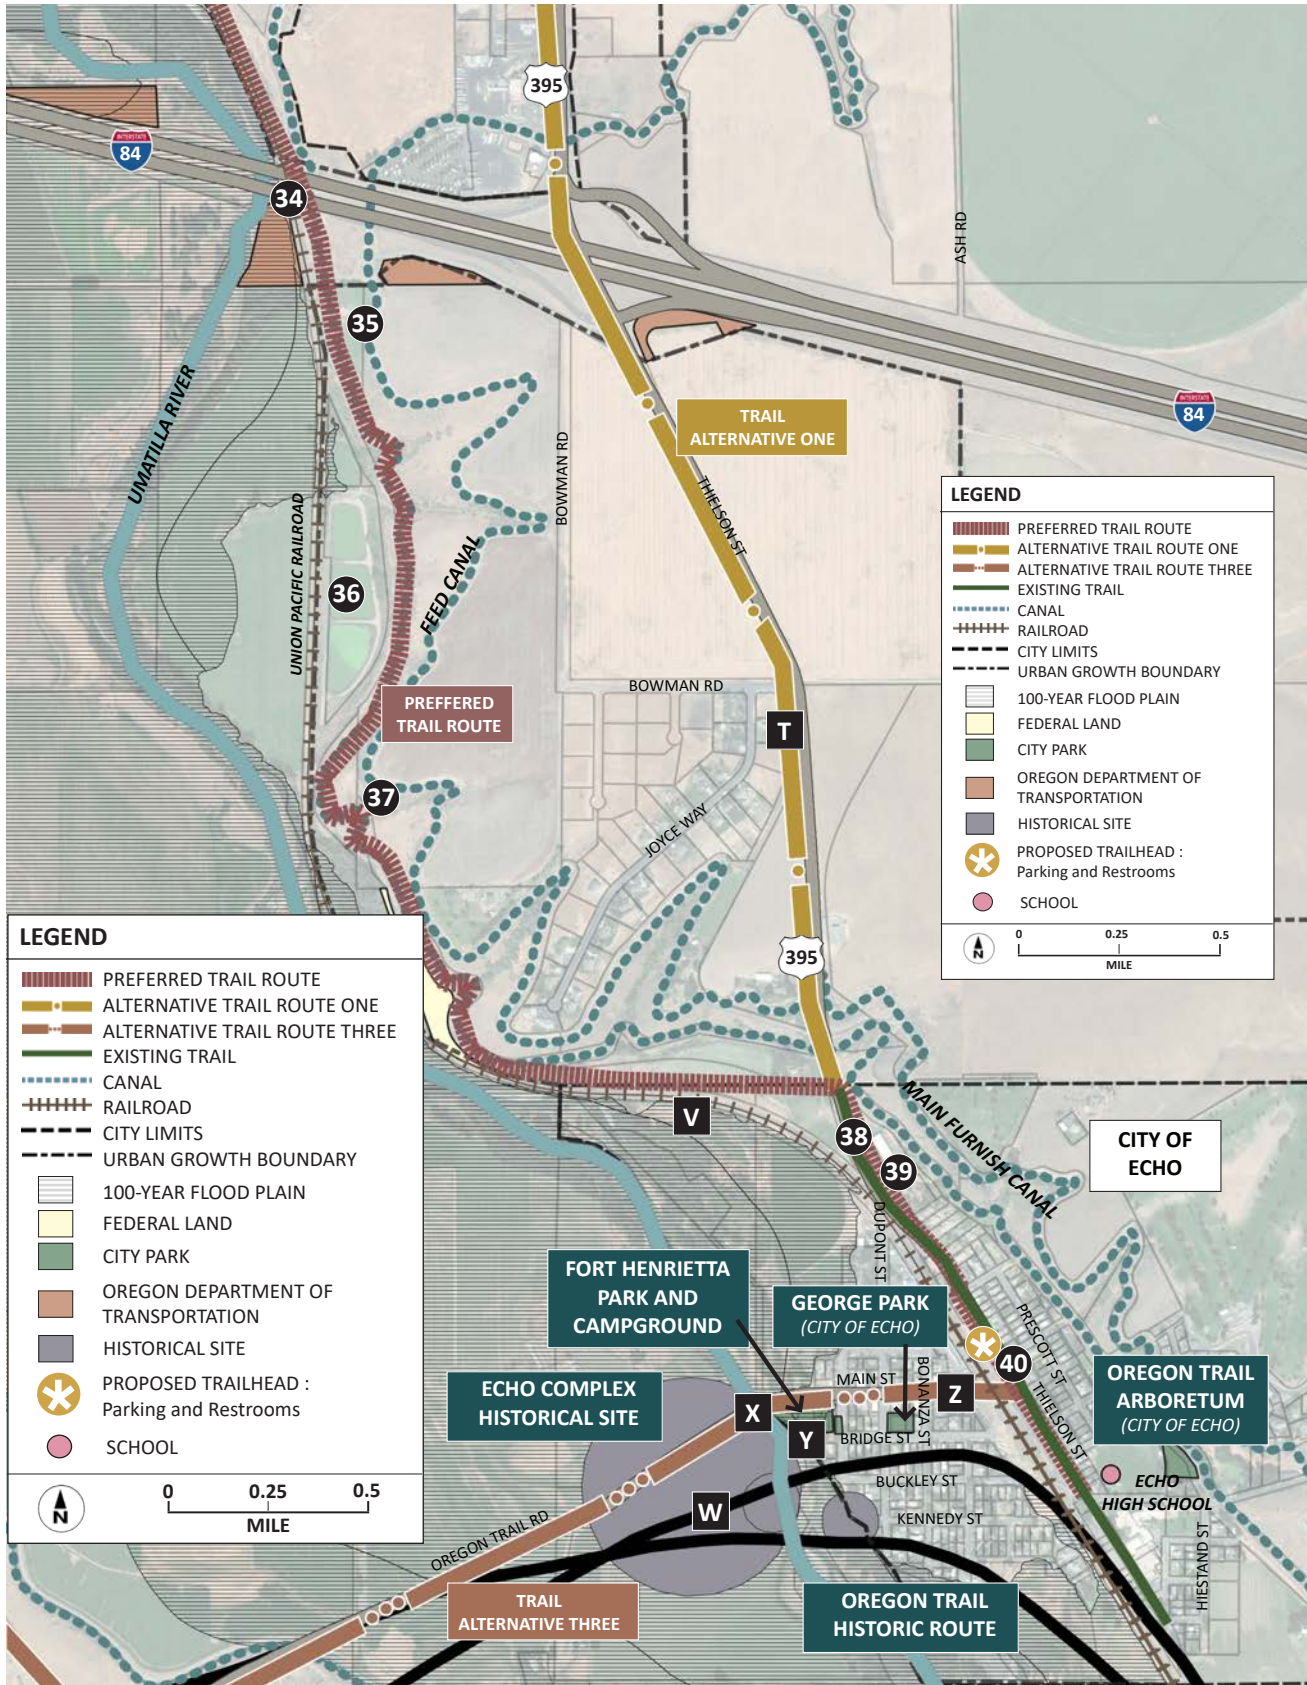 395
INTERSTATE
84
34
ASH RD
35
INTERSTATE
84
UMATILLA RIVER
TRAIL
ALTERNATIVE ONE
BOWMAN RD
THIELSON ST
UNION PACIFIC RAILROAD
FEED CANAL
36
LEGEND
PREFERRED TRAIL ROUTE
ALTERNATIVE TRAIL ROUTE ONE
ALTERNATIVE TRAIL ROUTE THREE
EXISTING TRAIL
CANAL
RAILROAD
CITY LIMITS
URBAN GROWTH BOUNDARY
100-YEAR FLOOD PLAIN
FEDERAL LAND
CITY PARK
OREGON DEPARTMENT OF
TRANSPORTATION
HISTORICAL SITE
PROPOSED TRAILHEAD :
Parking and Restrooms
SCHOOL
N
0 0.25 0.5
MILE
BOWMAN RD
PREFFERED
TRAIL ROUTE
T
37
JOYCE WAY
395
LEGEND
PREFERRED TRAIL ROUTE
ALTERNATIVE TRAIL ROUTE ONE
ALTERNATIVE TRAIL ROUTE THREE
EXISTING TRAIL
CANAL
RAILROAD
CITY LIMITS
URBAN GROWTH BOUNDARY
100-YEAR FLOOD PLAIN
FEDERAL LAND
CITY PARK
OREGON DEPARTMENT OF
TRANSPORTATION
HISTORICAL SITE
PROPOSED TRAILHEAD :
Parking and Restrooms
SCHOOL
N
0 0.25 0.5
MILE
V
38
39
MAIN FURNISH CANAL
CITY OF
ECHO
DUPONT ST
FORT HENRIETTA
PARK AND
CAMPGROUND
GEORGE PARK
(CITY OF ECHO)
PRESCOTT ST
40
THIELSON ST
OREGON TRAIL
ARBORETUM
(CITY OF ECHO)
ECHO COMPLEX
HISTORICAL SITE
MAIN ST
BONANZA ST
Z
X
Y
BRIDGE ST
BUCKLEY ST
ECHO
HIGH SCHOOL
W
KENNEDY ST
OREGON TRAIL RD
HIESTAND ST
TRAIL
ALTERNATIVE THREE
OREGON TRAIL
HISTORIC ROUTE